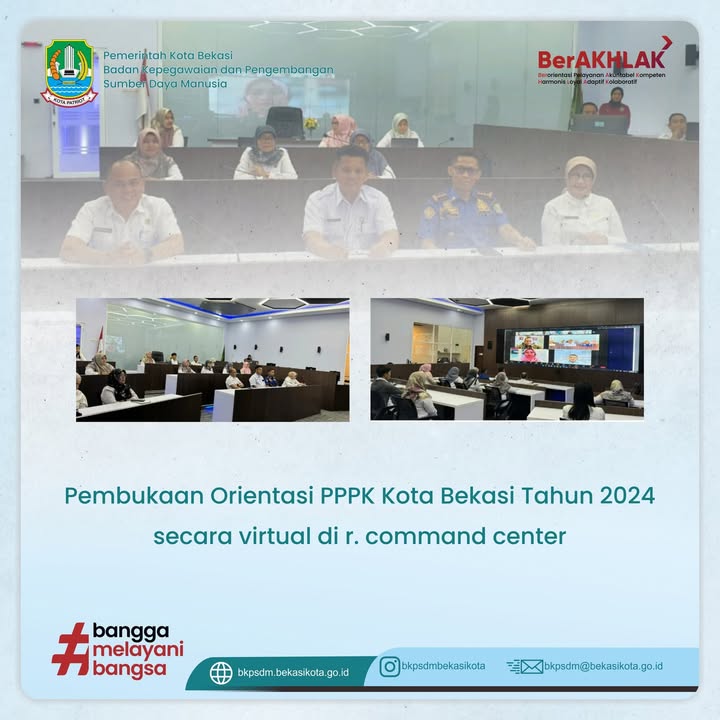 Pemerintah Kota Bekasi
Badan Kepegawaian dan Pengembangan
Sumber Daya Manusia
KOTA PATRIOT
BerAKHLAK
Berorientasi Pelayanan Akuntabel Kompeten
Harmonis Loyal Adaptif Kolaboratif
Pembukaan Orientasi PPPK Kota Bekasi Tahun 2024
secara virtual di r. command center
#bangga
melayani
bangsa
bkpsdm.bekasikota.go.id
bkpsdmbekasikota
bkpsdm@bekasikota.go.id